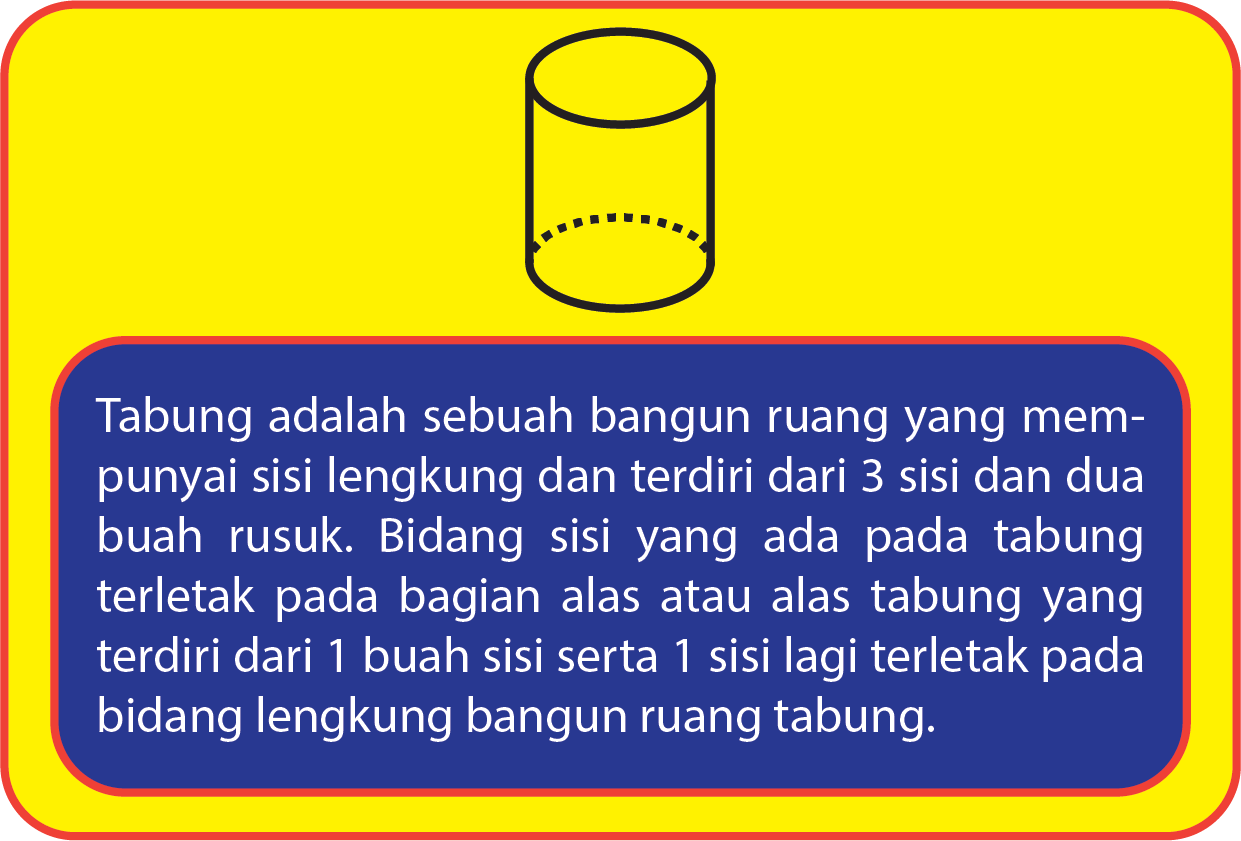 Tabung adalah sebuah bangun ruang yang mem-
punyai sisi lengkung dan terdiri dari 3 sisi dan dua
buah rusuk. Bidang sisi yang ada pada tabung
terletak pada bagian alas atau alas tabung yang
terdiri dari 1 buah sisi serta 1 sisi lagi terletak pada
bidang lengkung bangun ruang tabung.